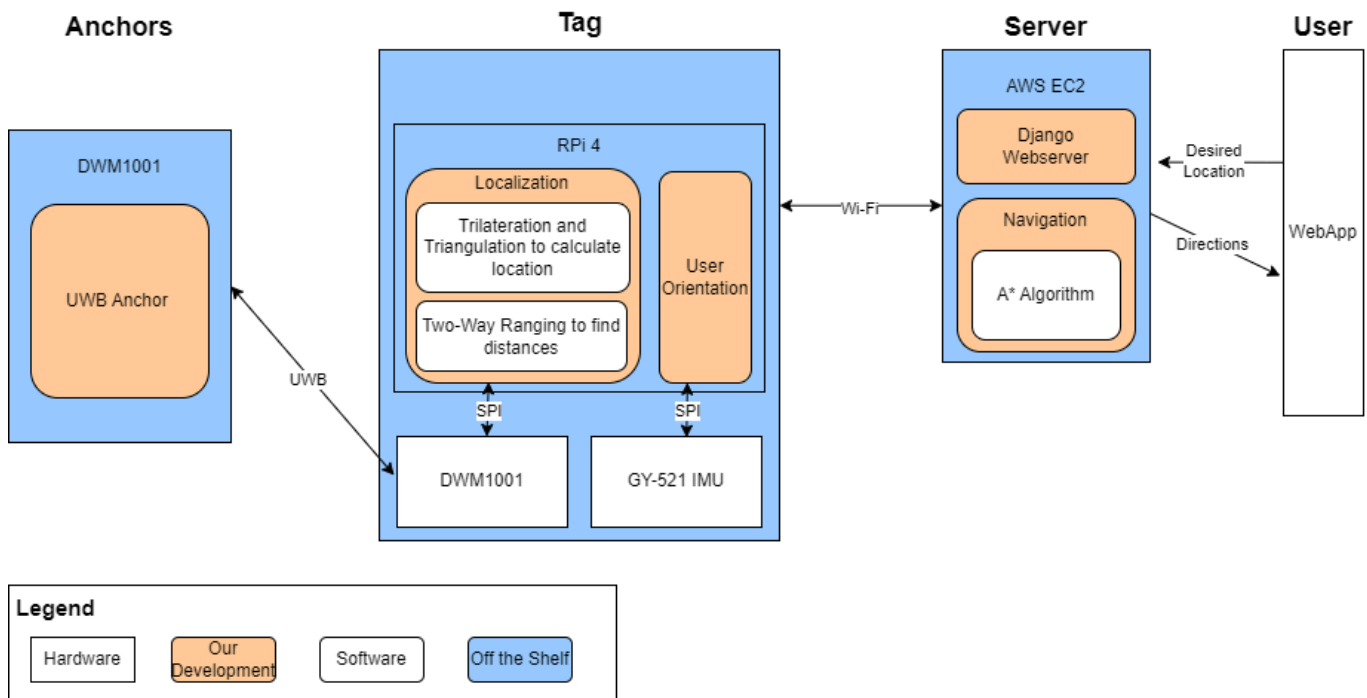 Anchors
Tag
Server
User
DWM1001
UWB Anchor
UWB
RPi 4
Localization
Trilateration and
Triangulation to calculate
location
Two-Way Ranging to find
distances
User
Orientation
SPI
SPI
DWM1001
GY-521 IMU
Wi-Fi
AWS EC2
Django
Webserver
Navigation
A* Algorithm
Desired
Location
Directions
WebApp
Legend
Hardware
Our
Development
Software
Off the Shelf